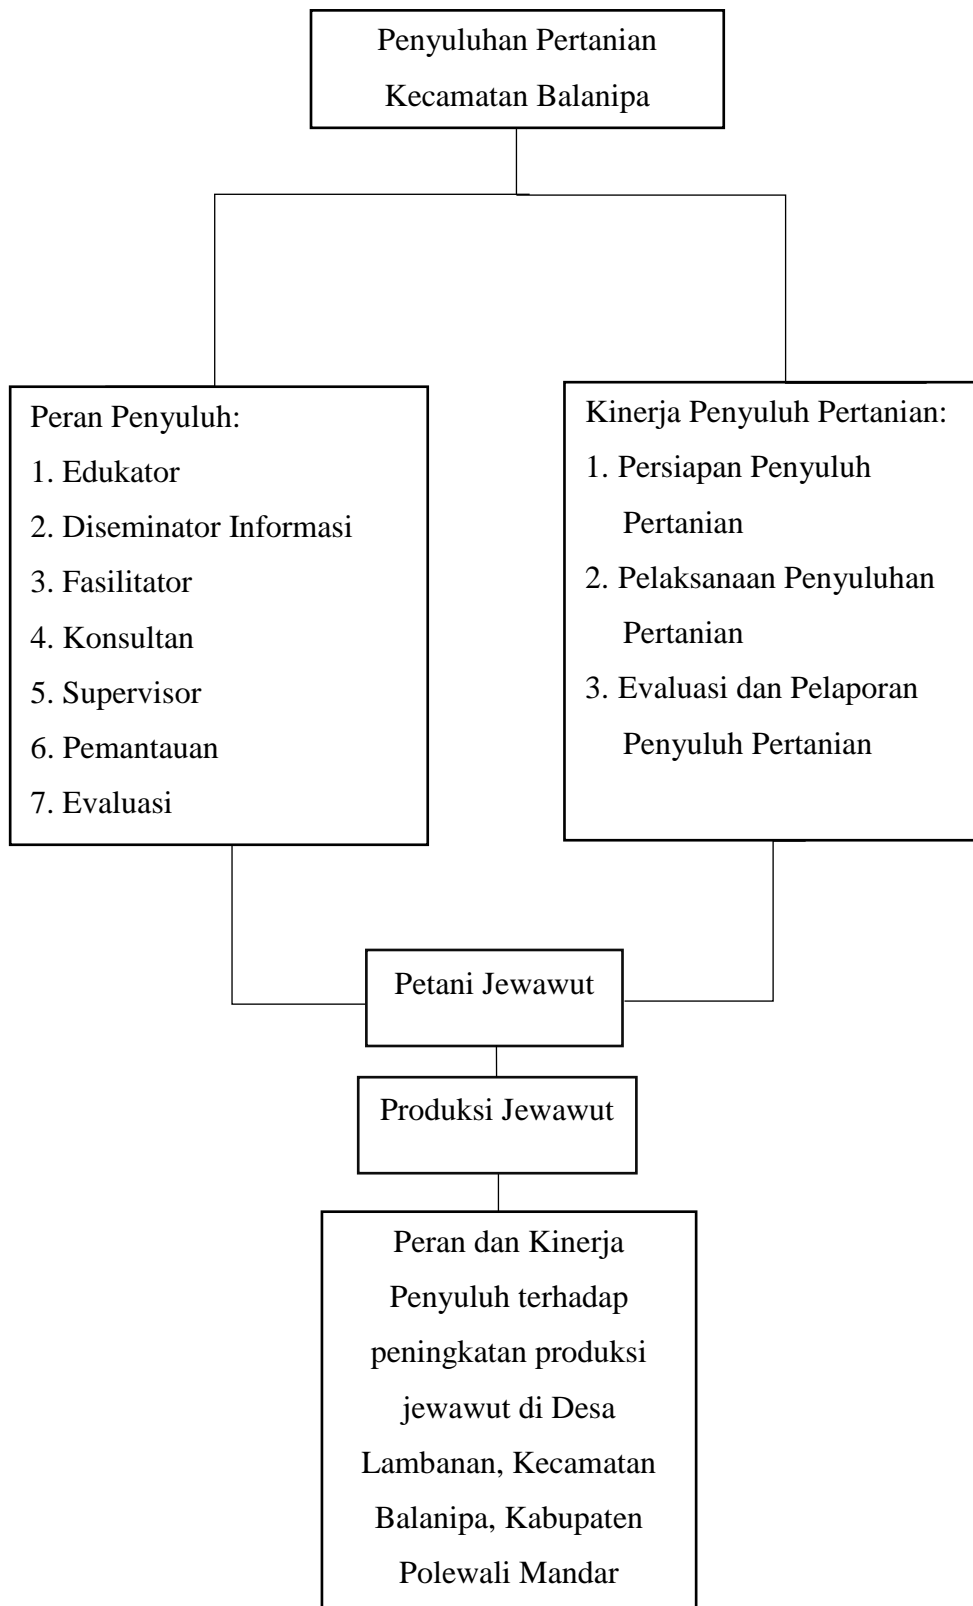 Penyuluhan Pertanian
Kecamatan Balanipa
Peran Penyuluh:
1. Edukator
2. Diseminator Informasi
3. Fasilitator
4. Konsultan
5. Supervisor
6. Pemantauan
7. Evaluasi
Kinerja Penyuluh Pertanian:
1. Persiapan Penyuluh
Pertanian
2. Pelaksanaan Penyuluhan
Pertanian
3. Evaluasi dan Pelaporan
Penyuluh Pertanian
Petani Jewawut
Produksi Jewawut
Peran dan Kinerja
Penyuluh terhadap
peningkatan produksi
jewawut di Desa
Lambanan, Kecamatan
Balanipa, Kabupaten
Polewali Mandar